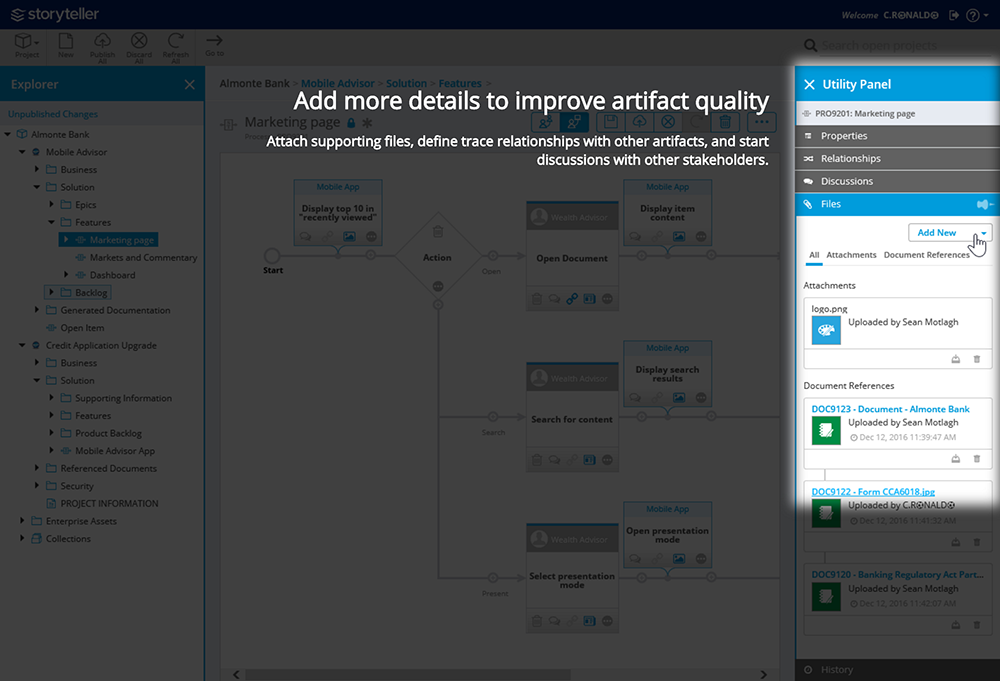 storyteller
Welcome C.R⚽NALD⚽
Project
New
Publish All
Discard All
Refresh All
Go to
Search open projects
Explorer
Unpublished Changes
Almonte Bank
Mobile Advisor
Business
Solution
Epics
Features
Marketing page
Markets and Commentary
Dashboard
Backlog
Generated Documentation
Open Item
Credit Application Upgrade
Business
Solution
Supporting Information
Features
Product Backlog
Mobile Advisor App
Referenced Documents
Security
PROJECT INFORMATION
Enterprise Assets
Collections
Almonte Bank > Mobile Advisor > Solution > Features >
Add more details to improve artifact quality
Marketing page
Attach supporting files, define trace relationships with other artifacts, and start
discussions with other stakeholders.
Mobile App
Display top 10 in
"recently viewed"
Start
Action
Open
Wealth Advisor
Open Document
Mobile App
Display item
content
Search
Wealth Advisor
Search for content
Mobile App
Display search
results
Present
Wealth Advisor
Select presentation
mode
Mobile App
Open presentation
mode
Utility Panel
PRO9201: Marketing page
Properties
Relationships
Discussions
Files
Add New
All Attachments Document References
Attachments
logo.png
Uploaded by Sean Motlagh
Document References
DOC9123 - Document - Almonte Bank
Uploaded by Sean Motlagh
Dec 12, 2016 11:39:47 AM
DOC9122 - Form CCA6018.jpg
Uploaded by C.R⚽NALD⚽
Dec 12, 2016 11:41:32 AM
DOC9120 - Banking Regulatory Act Part...
Uploaded by Sean Motlagh
Dec 12, 2016 11:42:07 AM
History